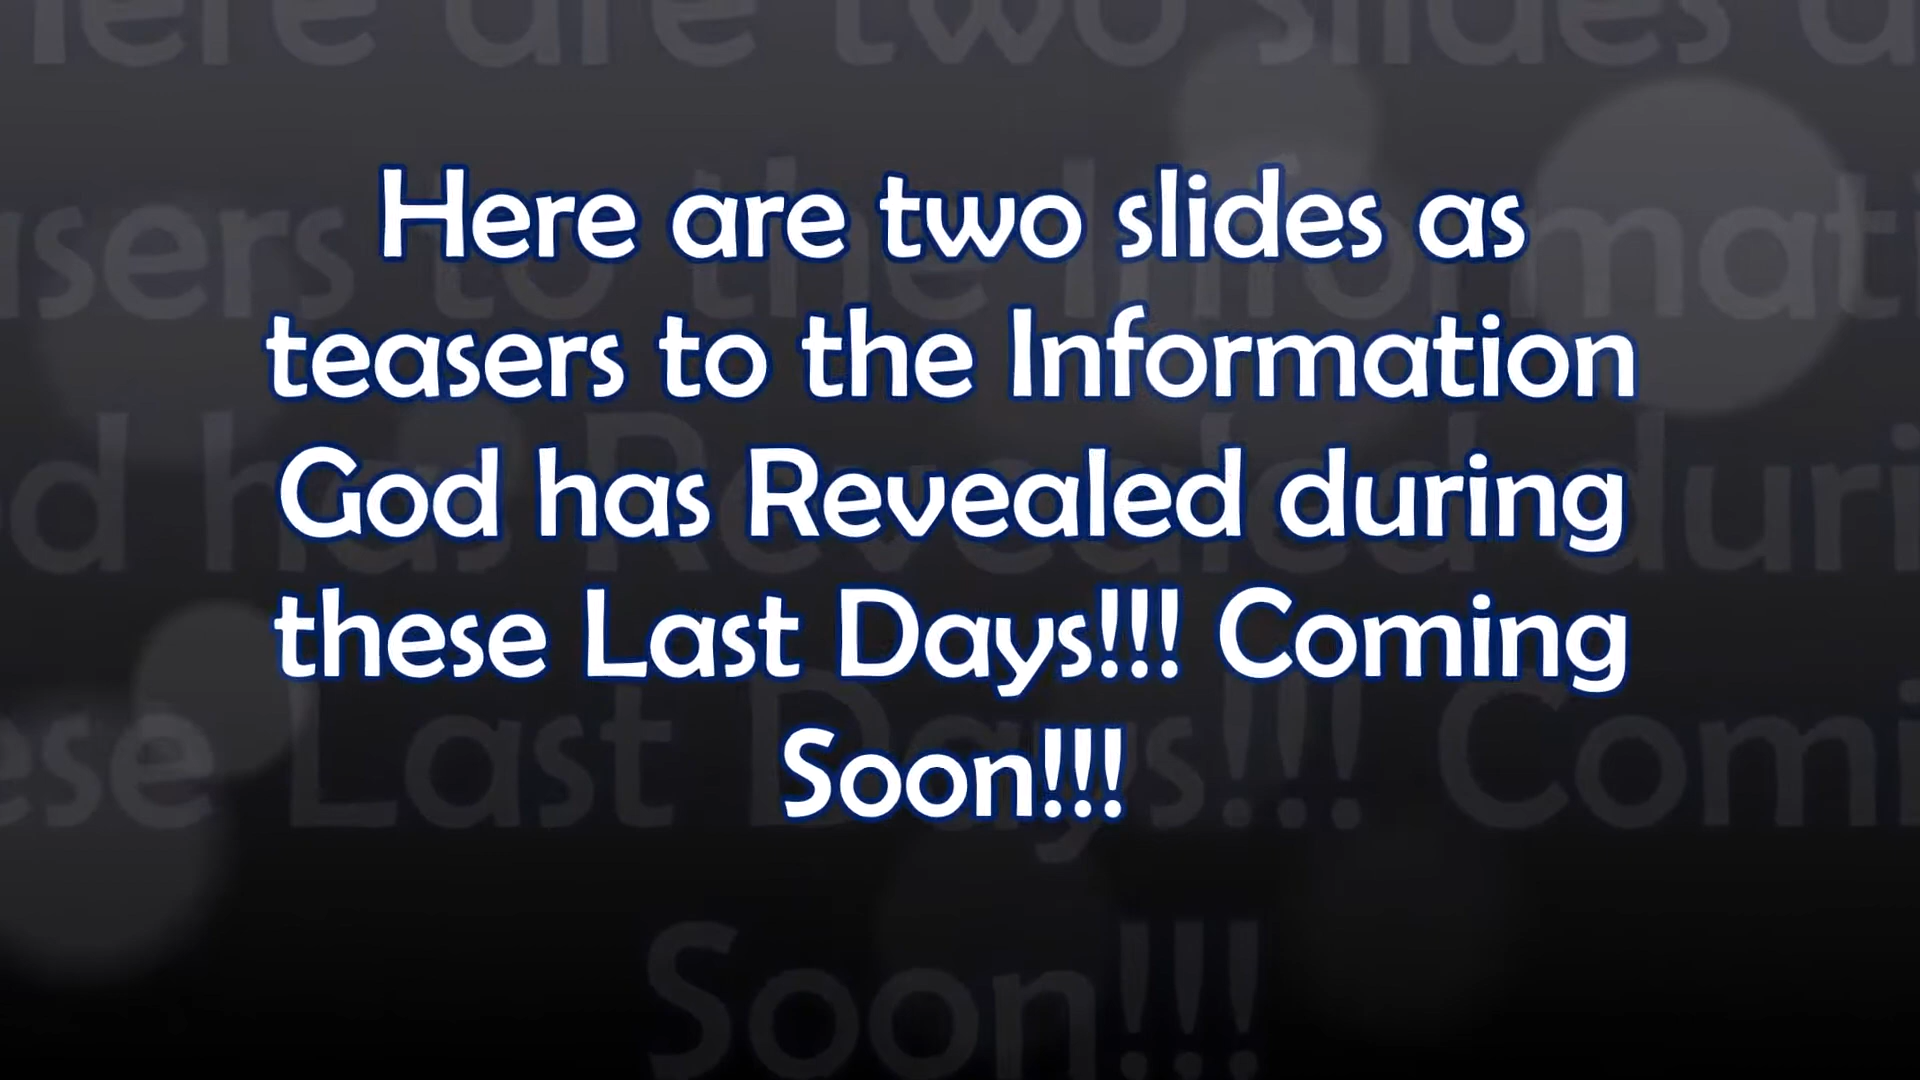 Here are two slides as
teasers to the Information
God has Revealed during
these Last Days!!! Coming
Soon!!!